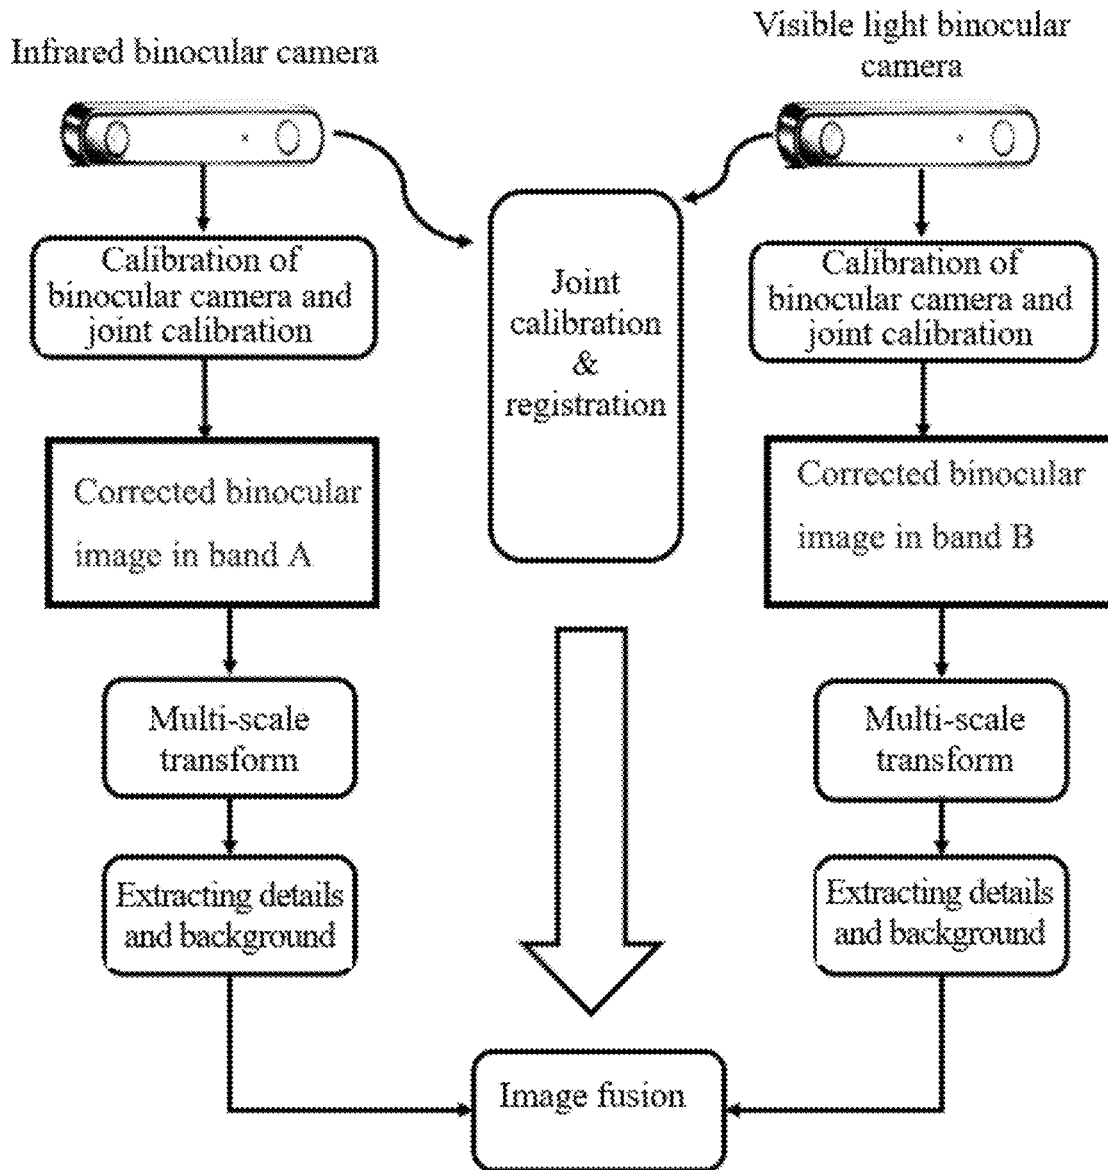 Infrared binocular camera
Visible light binocular
camera
Calibration of
binocular camera and
joint calibration
Joint
calibration
&
registration
Calibration of
binocular camera and
joint calibration
Corrected binocular
image in band A
Corrected binocular
image in band B
Multi-scale
transform
Multi-scale
transform
Extracting details
and background
Extracting details
and background
Image fusion